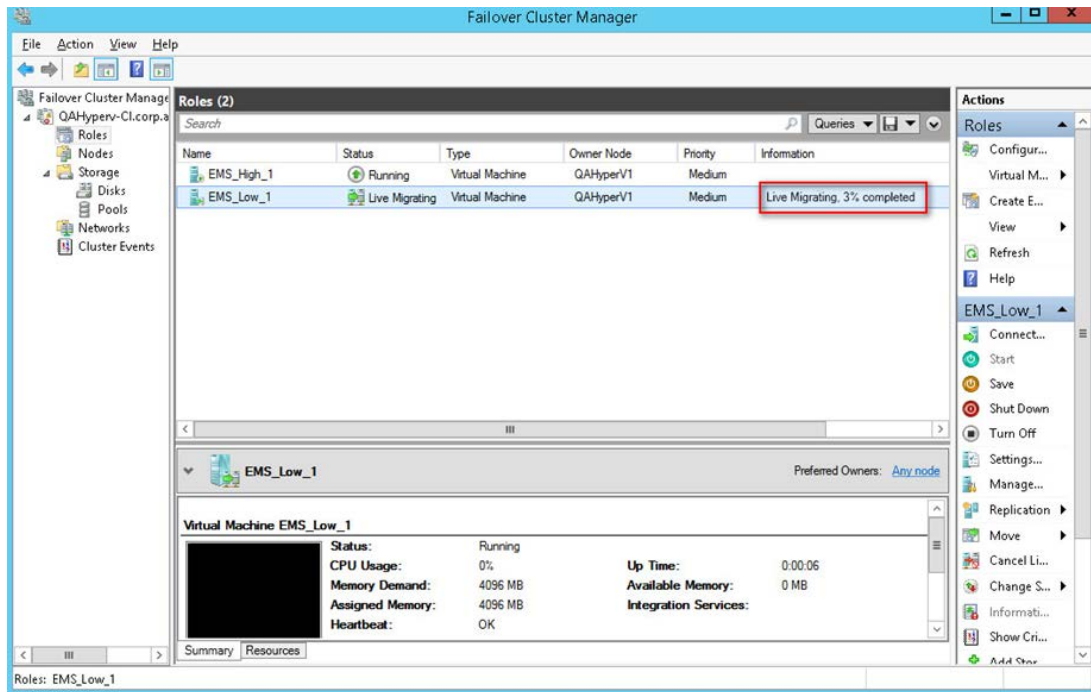 Failover Cluster Manager
File Action View Help
Failover Cluster Manage
QAHyperv-Cl.corp.a
Roles
Nodes
Storage
Disks
Pools
Networks
Cluster Events
Roles (2)
Search Queries
Name Status Type Owner Node Priority Information
EMS_High_1 Running Virtual Machine QAHyperV1 Medium
EMS_Low_1 Live Migrating Virtual Machine QAHyperV1 Medium Live Migrating, 3% completed
EMS_Low_1 Preferred Owners: Any node
Virtual Machine EMS_Low_1
Status: Running
CPU Usage: 0% Up Time: 0:00:06
Memory Demand: 4096 MB Available Memory: 0 MB
Assigned Memory: 4096 MB Integration Services:
Heartbeat: OK
Summary Resources
Actions
Roles
Configur...
Virtual M...
Create E...
View
Refresh
Help
EMS_Low_1
Connect...
Start
Save
Shut Down
Turn Off
Settings...
Manage...
Replication
Move
Cancel Li...
Change S...
Informati...
Show Cri...
Add Stor...
Roles: EMS_Low_1